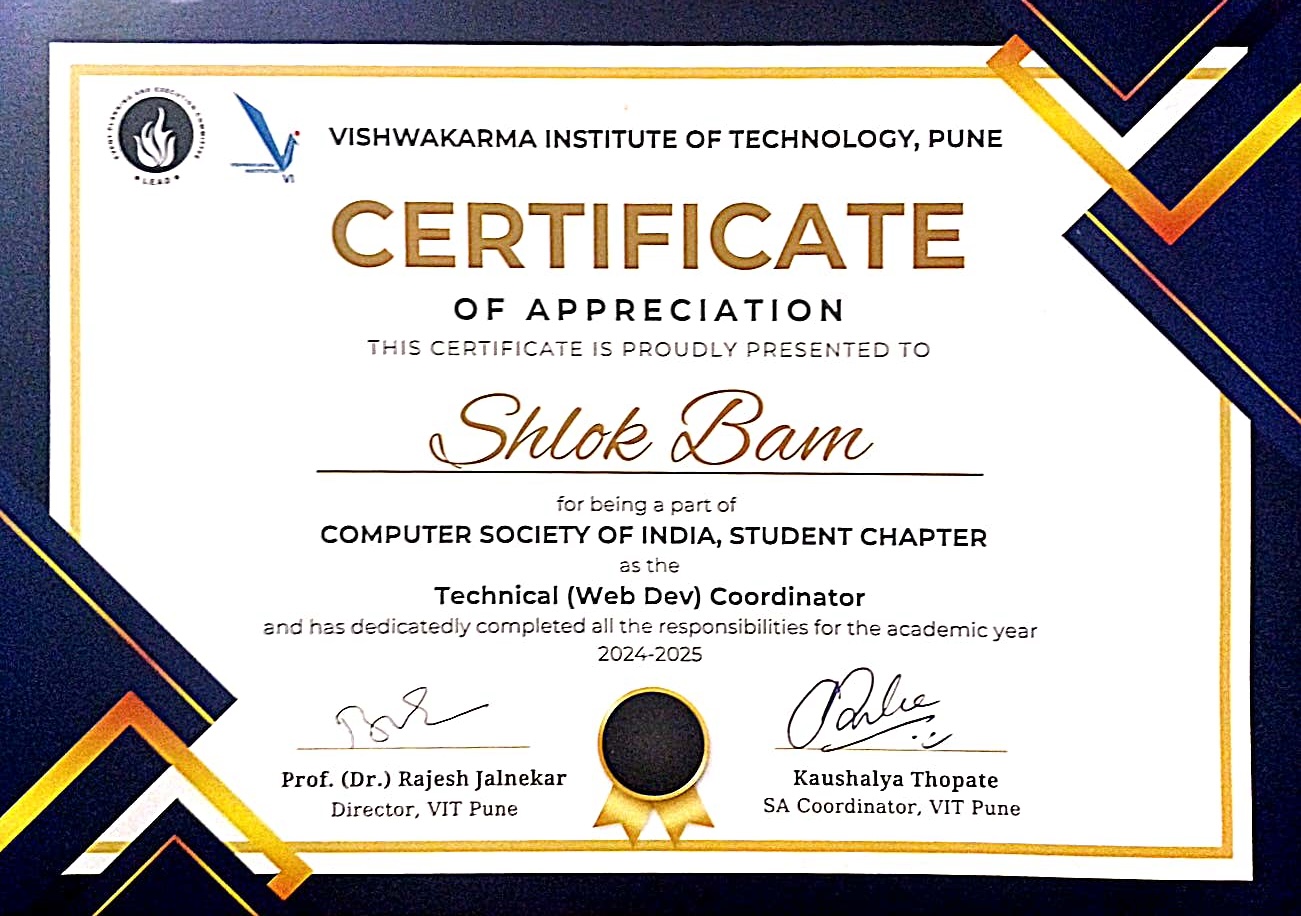 EVENT PLANNING AND EXECUTION COMMITTEE
• LEAD •
VISHWAKARMA
INSTITUTES
VI
VISHWAKARMA INSTITUTE OF TECHNOLOGY, PUNE
CERTIFICATE
OF APPRECIATION
THIS CERTIFICATE IS PROUDLY PRESENTED TO
Shlok Bam
for being a part of
COMPUTER SOCIETY OF INDIA, STUDENT CHAPTER
as the
Technical (Web Dev) Coordinator
and has dedicatedly completed all the responsibilities for the academic year
2024-2025
Prof. (Dr.) Rajesh Jalnekar
Director, VIT Pune
Kaushalya Thopate
SA Coordinator, VIT Pune